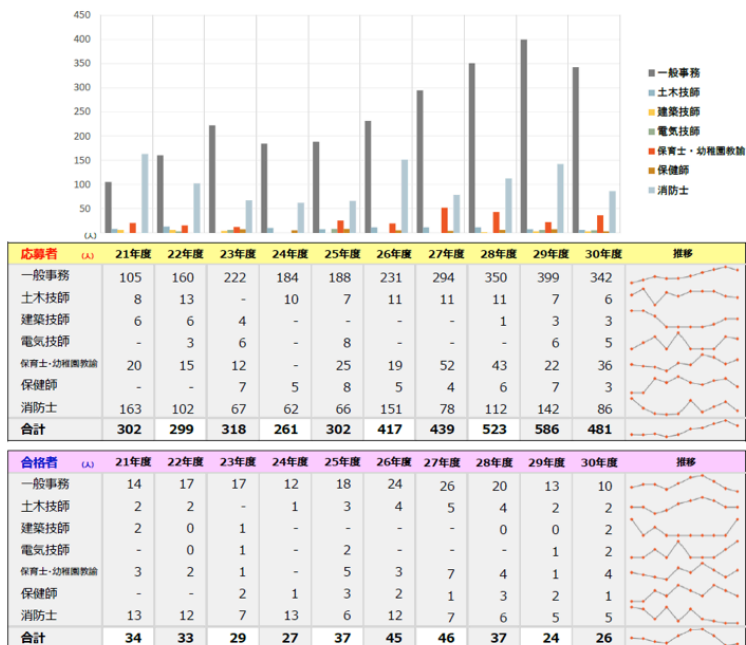 450
400
350
300
250
200
150
100
50
(人)
一般事務
土木技師
建築技師
電気技師
保育士・幼稚園教諭
保健師
消防士
応募者 (人) 21年度 22年度 23年度 24年度 25年度 26年度 27年度 28年度 29年度 30年度 推移
一般事務 105 160 222 184 188 231 294 350 399 342
土木技師 8 13 - 10 7 11 11 11 7 6
建築技師 6 6 4 - - - - 1 3 3
電気技師 - 3 6 - 8 - - - 6 5
保育士・幼稚園教諭 20 15 12 - 25 19 52 43 22 36
保健師 - - 7 5 8 5 4 6 7 3
消防士 163 102 67 62 66 151 78 112 142 86
合計 302 299 318 261 302 417 439 523 586 481
合格者 (人) 21年度 22年度 23年度 24年度 25年度 26年度 27年度 28年度 29年度 30年度 推移
一般事務 14 17 17 12 18 24 26 20 13 10
土木技師 2 2 - 1 3 4 5 4 2 2
建築技師 2 0 1 - - - - 0 0 2
電気技師 - 0 1 - 2 - - - 1 2
保育士・幼稚園教諭 3 2 1 - 5 3 7 4 1 4
保健師 - - 2 1 3 2 1 3 2 1
消防士 13 12 7 13 6 12 7 6 5 5
合計 34 33 29 27 37 45 46 37 24 26